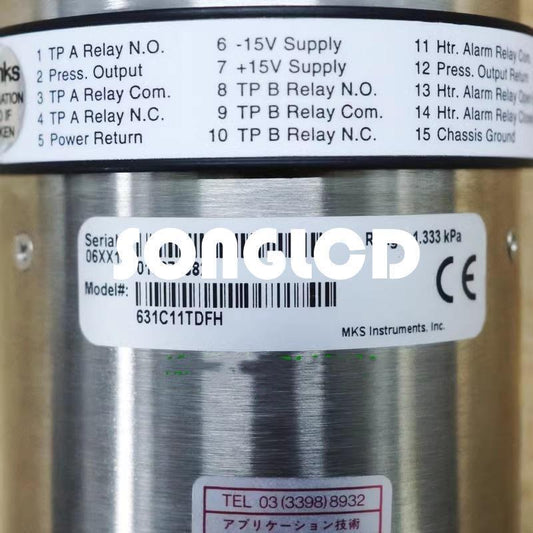 1 TP A Relay N.O.
2 Press. Output
3 TP A Relay Com.
4 TP A Relay N.C.
5 Power Return
6 -15V Supply
7 +15V Supply
8 TP B Relay N.O.
9 TP B Relay Com.
10 TP B Relay N.C.
11 Htr. Alarm Relay Com.
12 Press. Output Return
13 Htr. Alarm Relay
14 Htr. Alarm Relay
15 Chassis Ground
SONGLCD
1.333 kPa
Model#:
631C11TDFH
CE
MKS Instruments, Inc.
TEL 03(3398)8932
アプリケーション技術